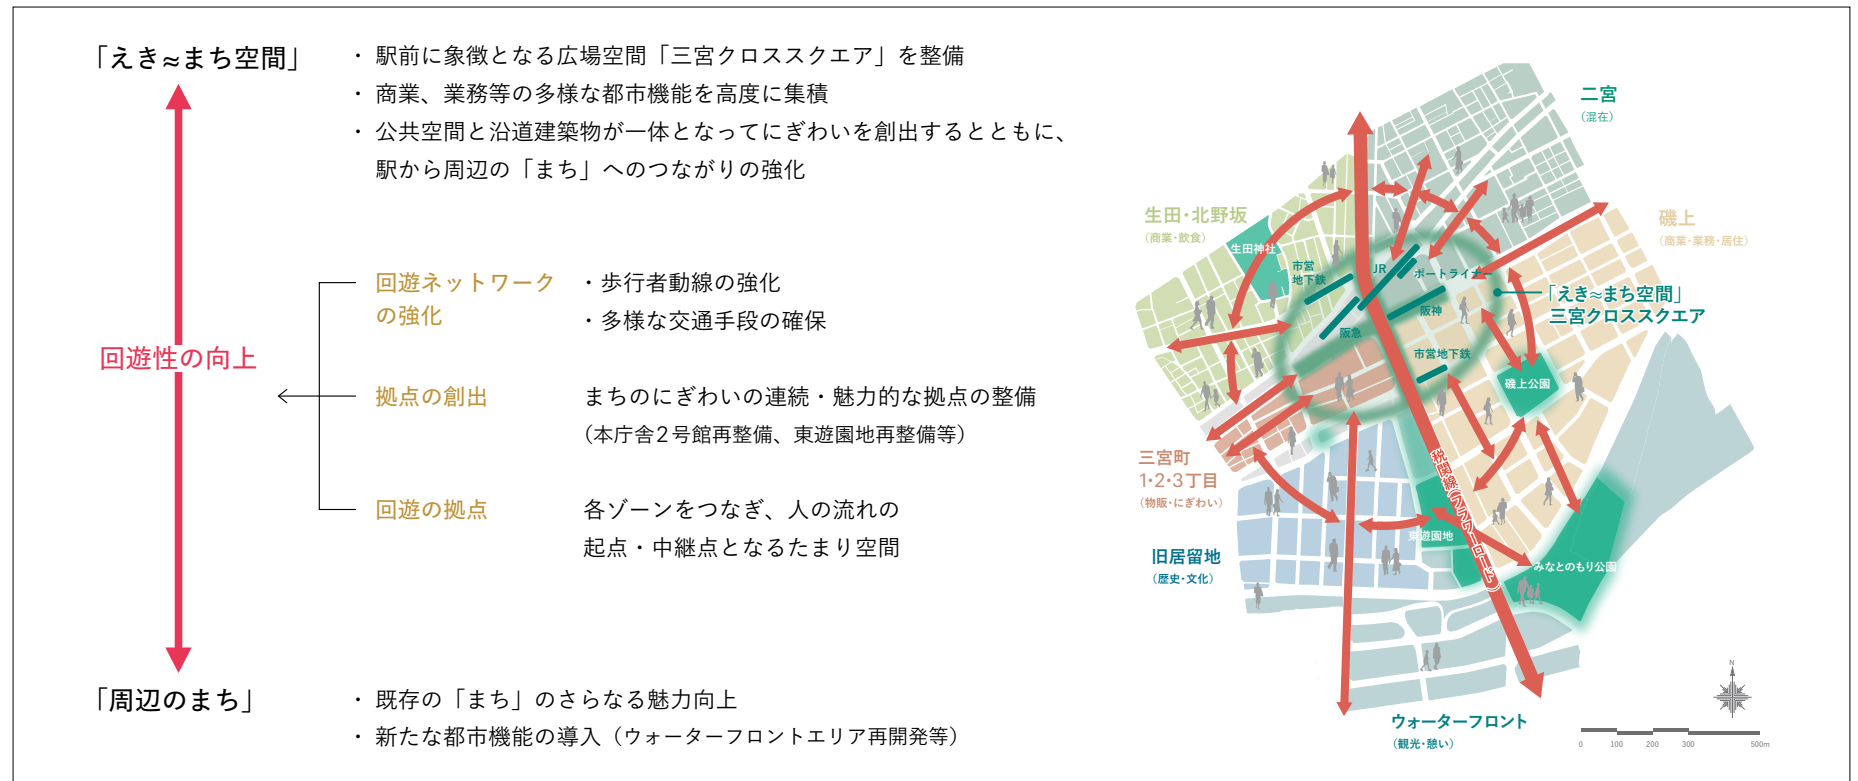 「えき≈まち空間」
・ 駅前に象徴となる広場空間「三宮クロススクエア」を整備
・ 商業、業務等の多様な都市機能を高度に集積
・ 公共空間と沿道建築物が一体となってにぎわいを創出するとともに、
駅から周辺の「まち」へのつながりの強化
回遊性の向上
回遊ネットワーク
の強化
・歩行者動線の強化
・多様な交通手段の確保
拠点の創出
まちのにぎわいの連続・魅力的な拠点の整備
（本庁舎2号館再整備、東遊園地再整備等）
回遊の拠点
各ゾーンをつなぎ、人の流れの
起点・中継点となるたまり空間
「周辺のまち」
・ 既存の「まち」のさらなる魅力向上
・ 新たな都市機能の導入（ウォーターフロントエリア再開発等）
二宮
（混在）
生田・北野坂
（商業・飲食）
生田神社
磯上
（商業・業務・居住）
市営
地下鉄
JR
ポートライナー
「えき≈まち空間」
三宮クロススクエア
阪神
阪急
市営地下鉄
磯上公園
三宮町
1・2・3丁目
（物販・にぎわい）
税関線（フラワーロード）
旧居留地
（歴史・文化）
東遊園地
みなとのもり公園
ウォーターフロント
（観光・憩い）
N
0 100 200 300 500m